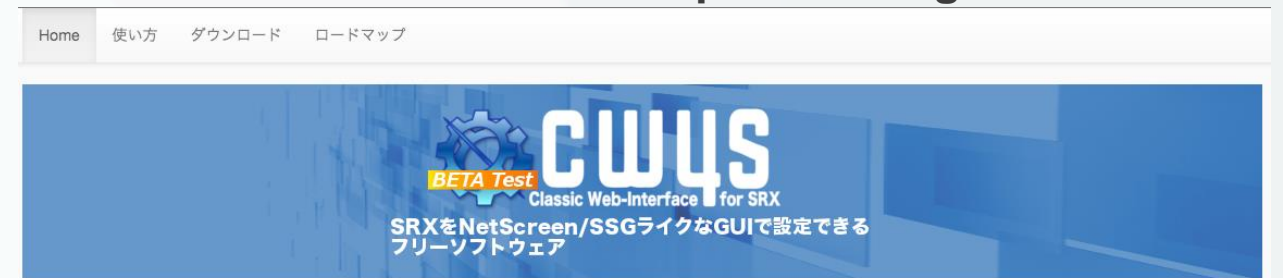 Home 使い方 ダウンロード ロードマップ
CW4S
BETA Test
Classic Web-Interface for SRX
SRXをNetScreen/SSGライクなGUIで設定できる
フリーソフトウェア